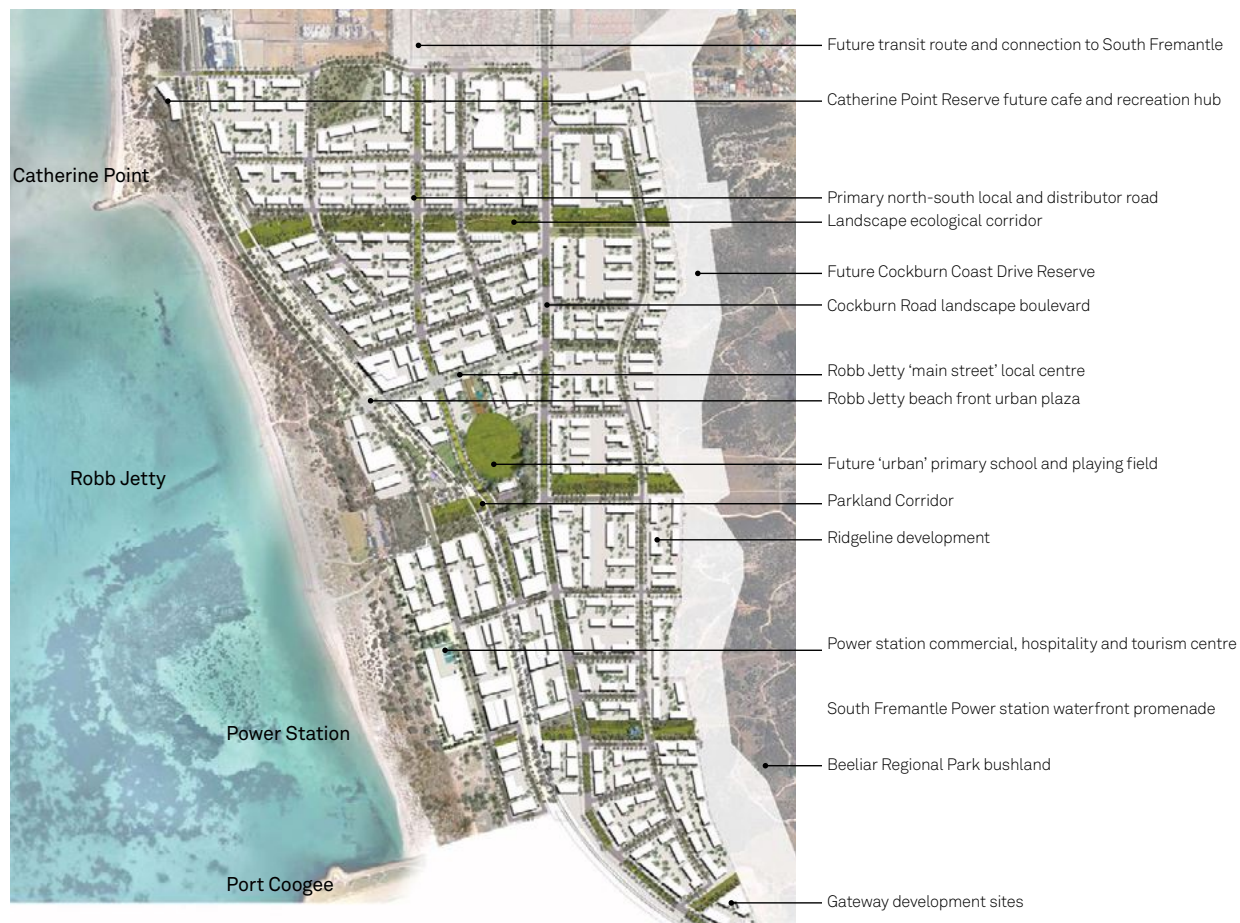 Future transit route and connection to South Fremantle
Catherine Point Reserve future cafe and recreation hub
Catherine Point
Primary north-south local and distributor road
Landscape ecological corridor
Future Cockburn Coast Drive Reserve
Cockburn Road landscape boulevard
Robb Jetty ‘main street’ local centre
Robb Jetty beach front urban plaza
Robb Jetty
Future ‘urban’ primary school and playing field
Parkland Corridor
Ridgeline development
Power station commercial, hospitality and tourism centre
South Fremantle Power station waterfront promenade
Power Station
Beeliar Regional Park bushland
Port Coogee
Gateway development sites